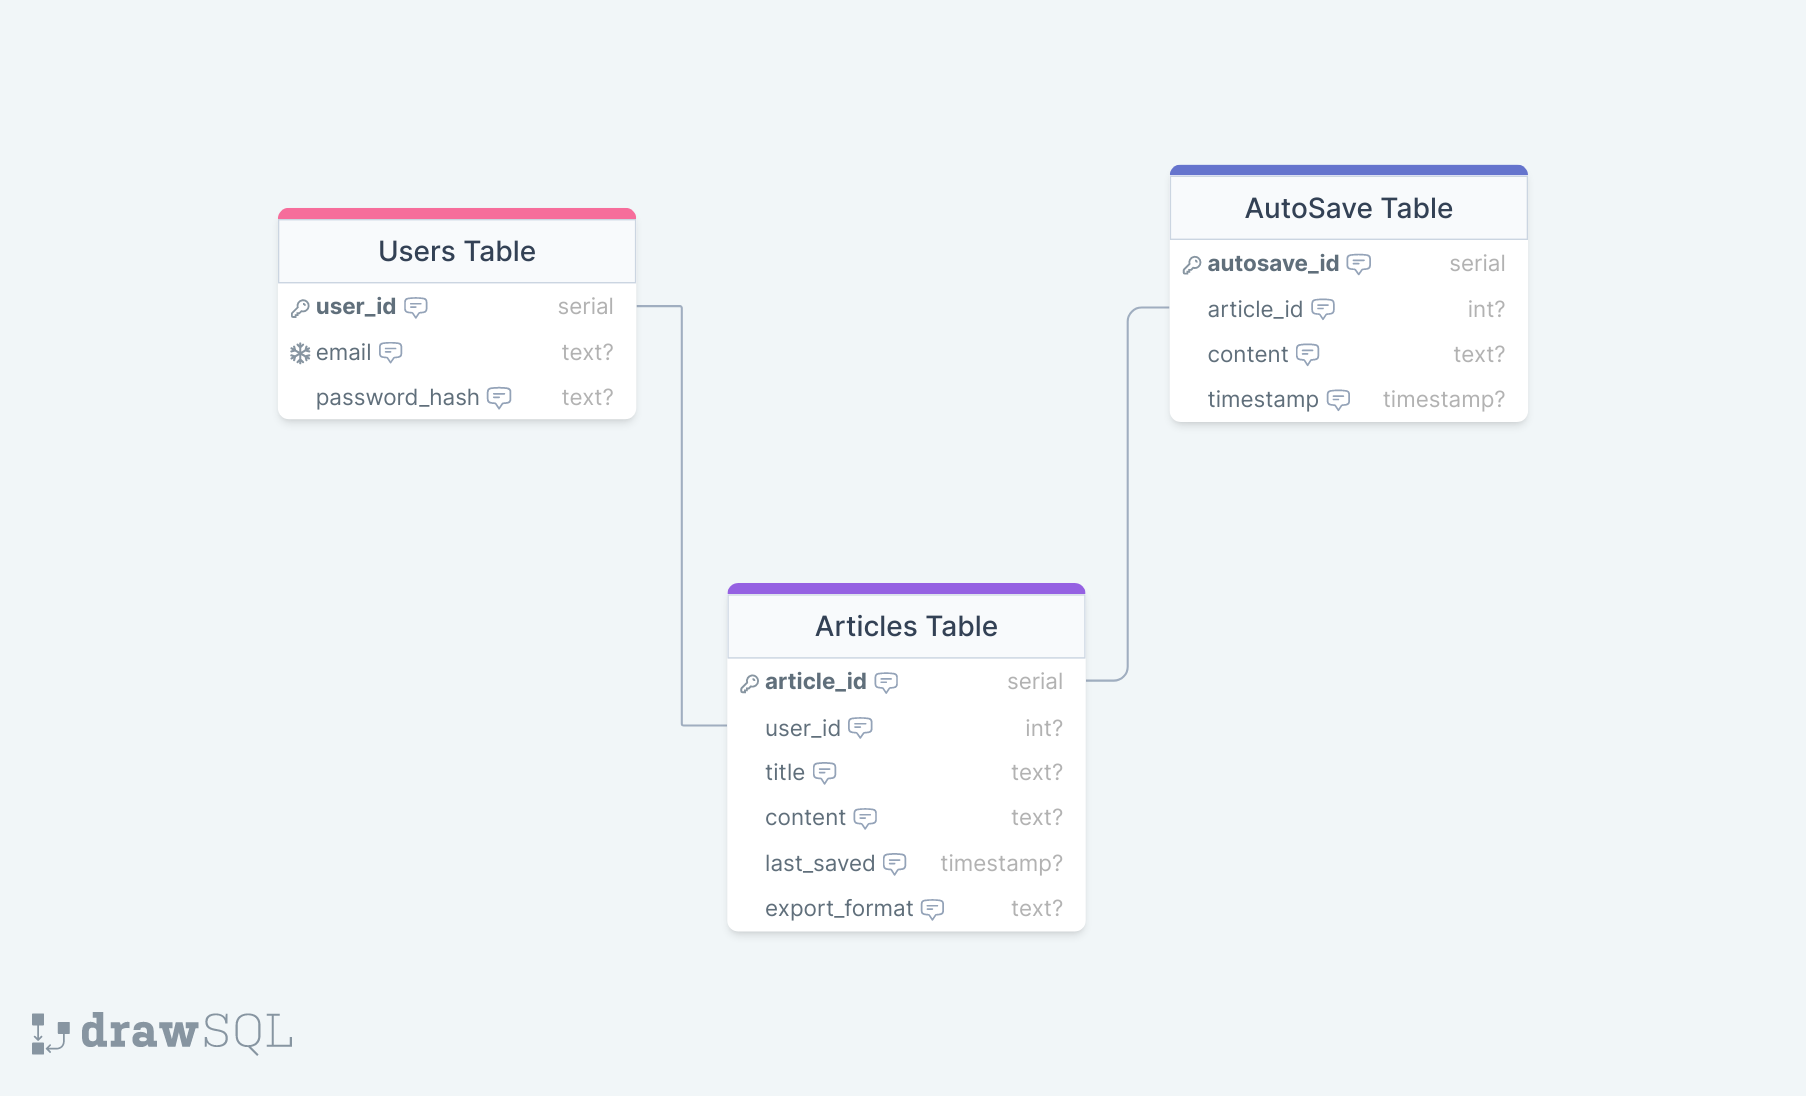 Users Table
user_id serial
email text?
password_hash text?
AutoSave Table
autosave_id serial
article_id int?
content text?
timestamp timestamp?
Articles Table
article_id serial
user_id int?
title text?
content text?
last_saved timestamp?
export_format text?
drawSQL